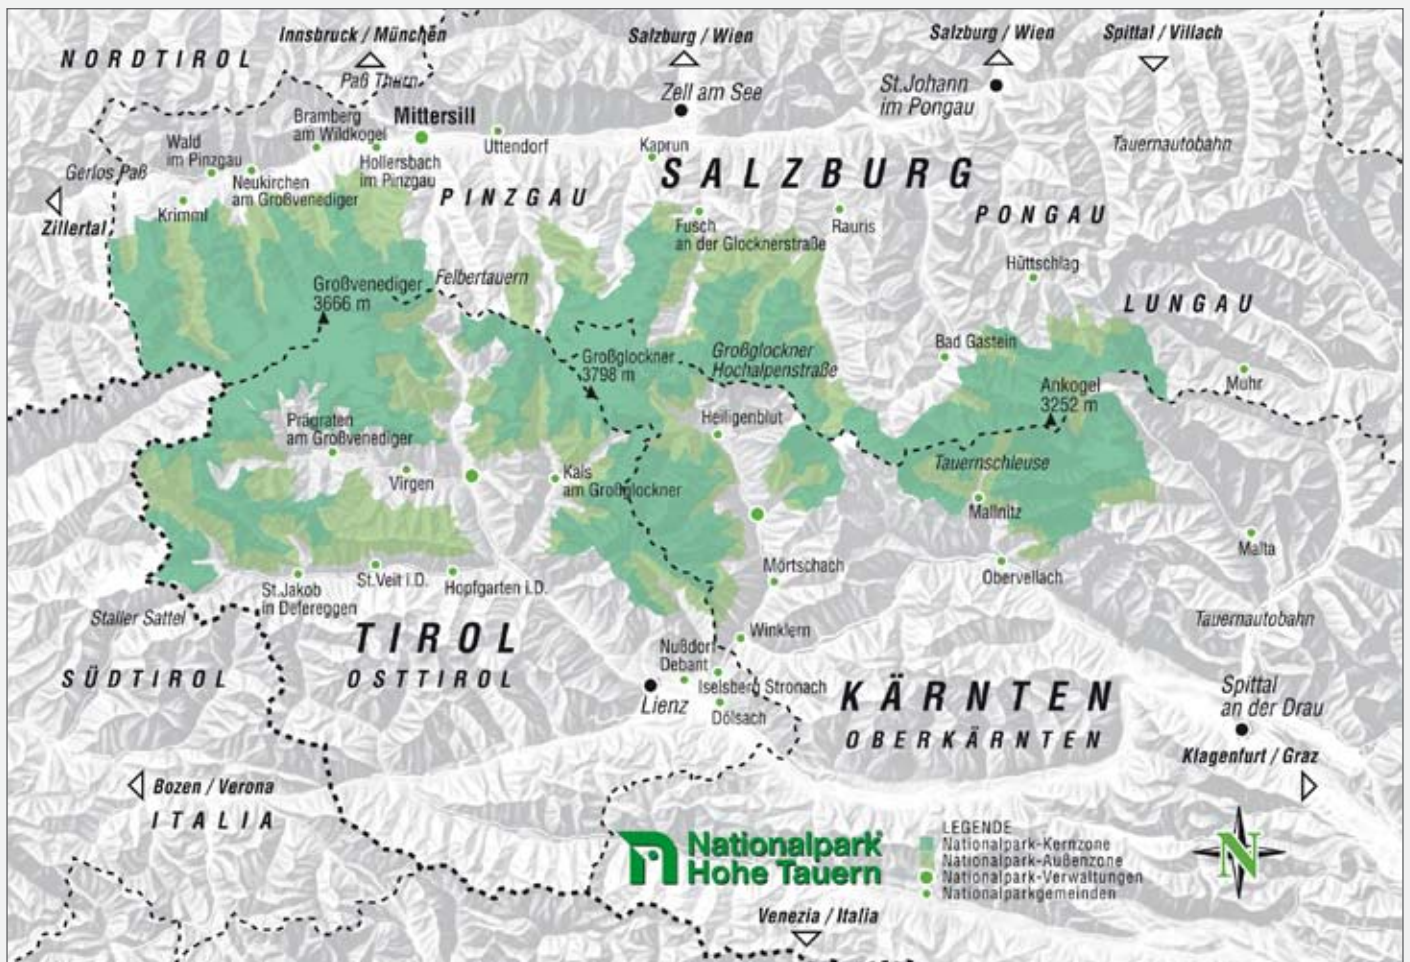 Innsbruck / München
Salzburg / Wien
Salzburg / Wien
Spittal / Villach
NORDTIROL
Paß Thurn
Zell am See
St.Johann
im Pongau
Bramberg
am Wildkogel
Mittersill
Wald
im Pinzgau
Uttendorf
Kaprun
Tauernautobahn
Gerlos Paß
Hollersbach
im Pinzgau
SALZBURG
Neukirchen
am Großvenediger
PINZGAU
Krimml
Zillertal
Fusch
an der Glocknerstraße
Rauris
PONGAU
Hüttschlag
Großvenediger
3666 m
Felbertauern
LUNGAU
Großglockner
3798 m
Großglockner
Hochalpenstraße
Bad Gastein
Ankogel
3252 m
Muhr
Prägraten
am Großvenediger
Heiligenblut
Virgen
Kals
am Großglockner
Tauernschleuse
Mallnitz
Malta
St.Jakob
in Defereggen
St.Veit i.D.
Hopfgarten i.D.
Mörtschach
Obervellach
Staller Sattel
Tauernautobahn
TIROL
OSTTIROL
SÜDTIROL
Winklern
Nußdorf
Debant
Iselsberg Stronach
Lienz
Dölsach
KÄRNTEN
OBERKÄRNTEN
Spittal
an der Drau
Klagenfurt / Graz
Bozen / Verona
ITALIA
Nationalpark
Hohe Tauern
LEGENDE
Nationalpark-Kernzone
Nationalpark-Außenzone
Nationalpark-Verwaltungen
Nationalparkgemeinden
N
Venezia / Italia